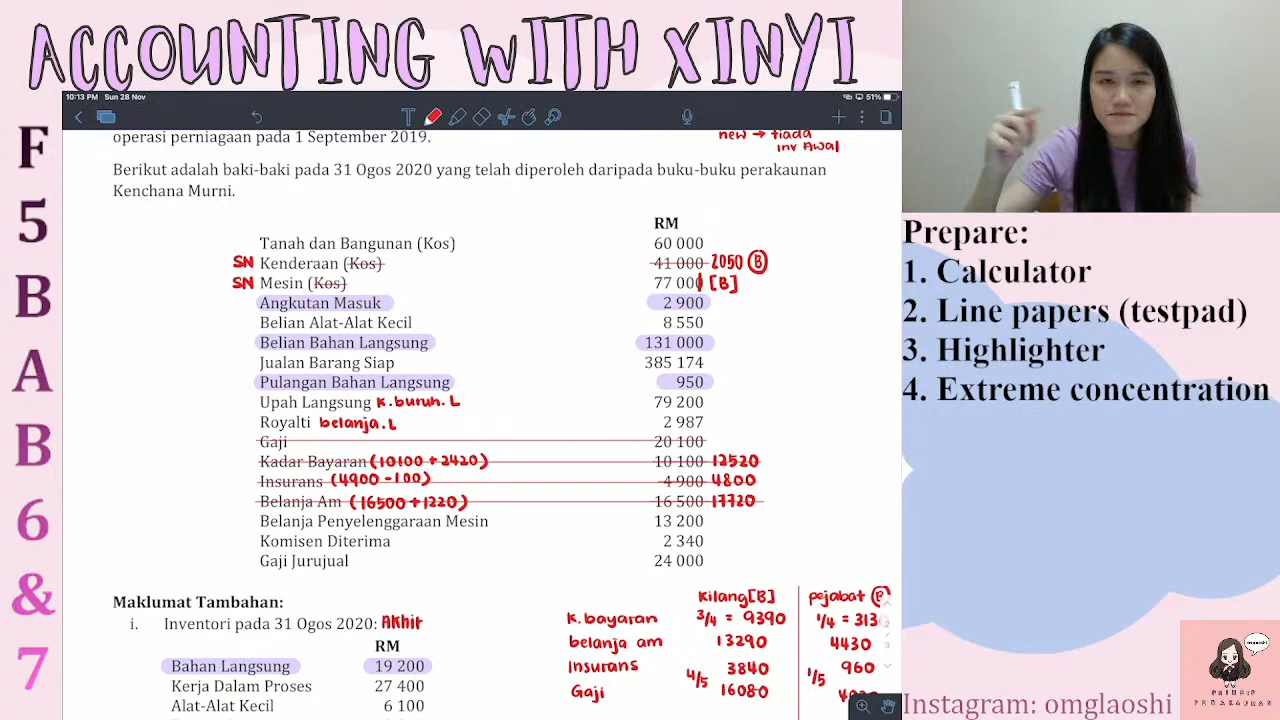 ACCOUNTING WITH XINYI
F5 BAB 6 & 7
10:13 PM Sun 28 Nov
51%
T
operasi perniagaan pada 1 September 2019.
new → tiada
inv Awal
Berikut adalah baki-baki pada 31 Ogos 2020 yang telah diperoleh daripada buku-buku perakaunan
Kenchana Murni.
RM
Tanah dan Bangunan (Kos) 60 000
SN Kenderaan (Kos) 41 000 2050 (B)
SN Mesin (Kos) 77 000 [B]
Angkutan Masuk 2 900
Belian Alat-Alat Kecil 8 550
Belian Bahan Langsung 131 000
Jualan Barang Siap 385 174
Pulangan Bahan Langsung 950
Upah Langsung K.buruh.L 79 200
Royalti belanja.L 2 987
Gaji 20 100
Kadar Bayaran (10100 + 2420) 10 100 12520
Insurans (4900 - 100) 4 900 4800
Belanja Am (16500 + 1220) 16 500 17720
Belanja Penyelenggaraan Mesin 13 200
Komisen Diterima 2 340
Gaji Jurujual 24 000
Maklumat Tambahan:
i. Inventori pada 31 Ogos 2020: Akhir
RM
Bahan Langsung 19 200
Kerja Dalam Proses 27 400
Alat-Alat Kecil 6 100
Kilang [B] pejabat
K.bayaran 3/4 = 9390 1/4 = 313
belanja am 13290 4430
Insurans 3840 960
4/5 1/5
Gaji 16080
Prepare:
1. Calculator
2. Line papers (testpad)
3. Highlighter
4. Extreme concentration
Instagram: omglaoshi